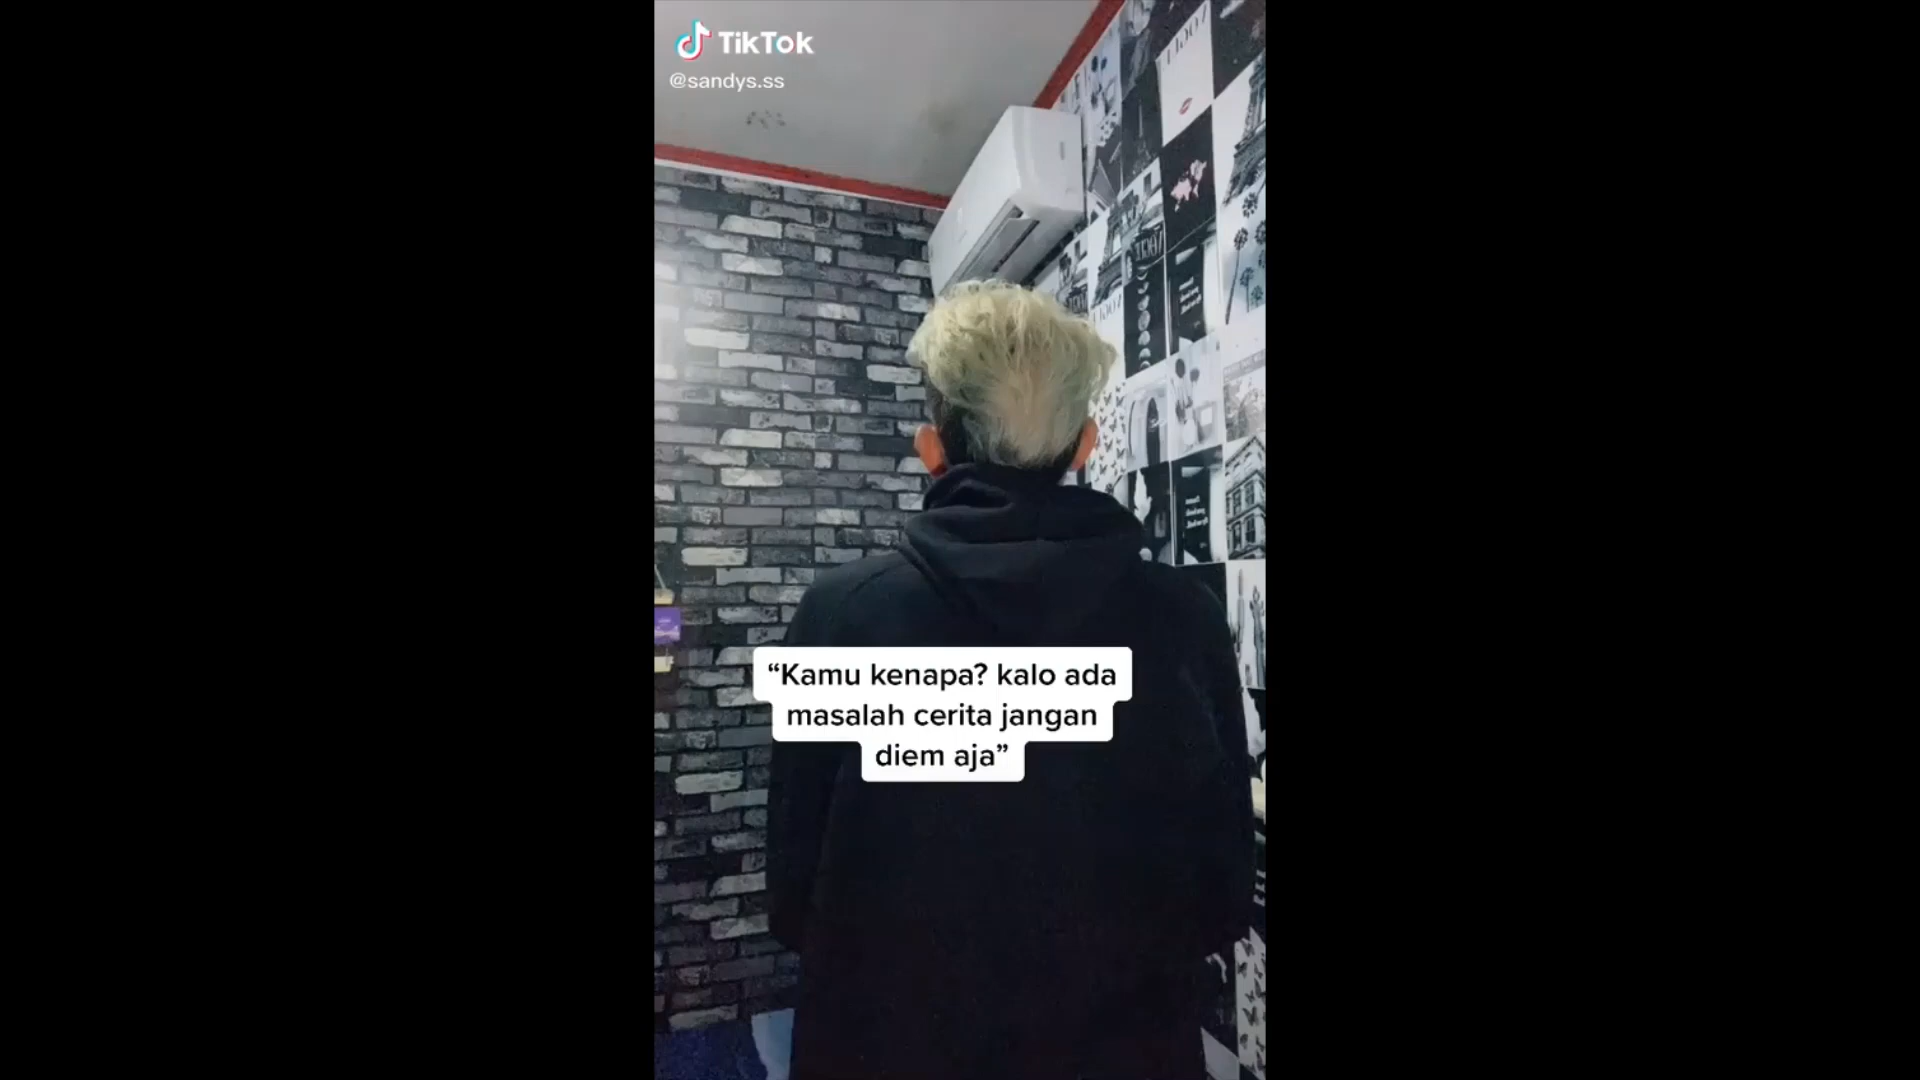 TikTok
@sandys.ss
“Kamu kenapa? kalo ada
masalah cerita jangan
diem aja”